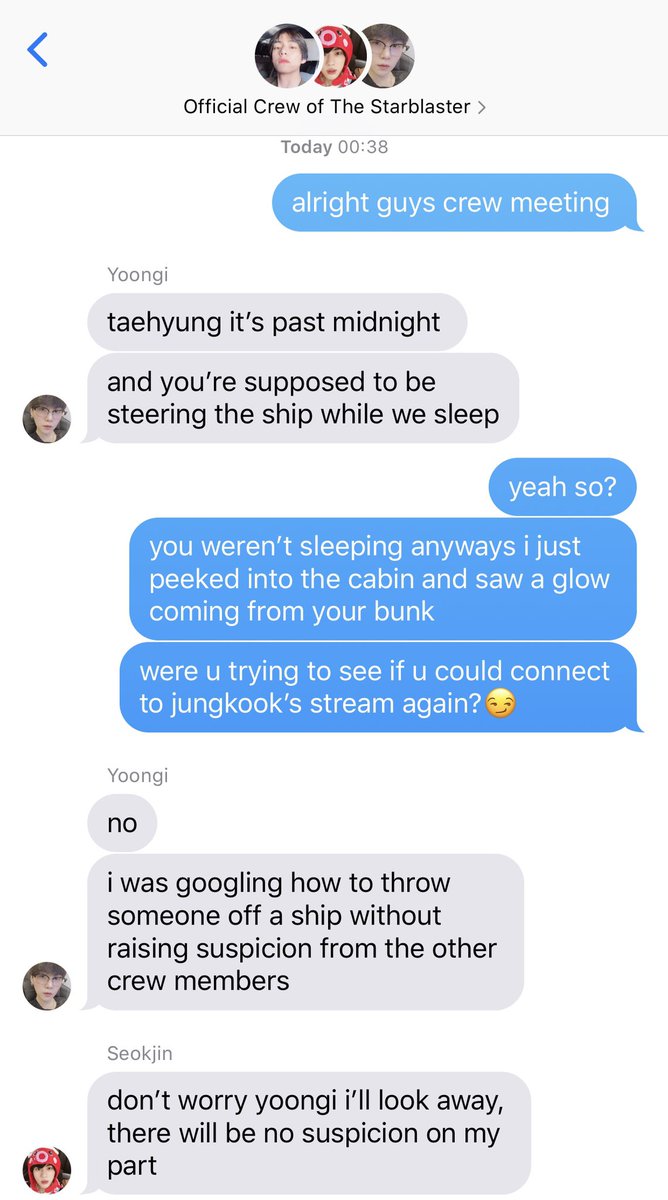 Official Crew of The Starblaster >
Today 00:38
alright guys crew meeting
Yoongi
taehyung it’s past midnight
and you’re supposed to be
steering the ship while we sleep
yeah so?
you weren’t sleeping anyways i just
peeked into the cabin and saw a glow
coming from your bunk
were u trying to see if u could connect
to jungkook’s stream again?😏
Yoongi
no
i was googling how to throw
someone off a ship without
raising suspicion from the other
crew members
Seokjin
don’t worry yoongi i’ll look away,
there will be no suspicion on my
part